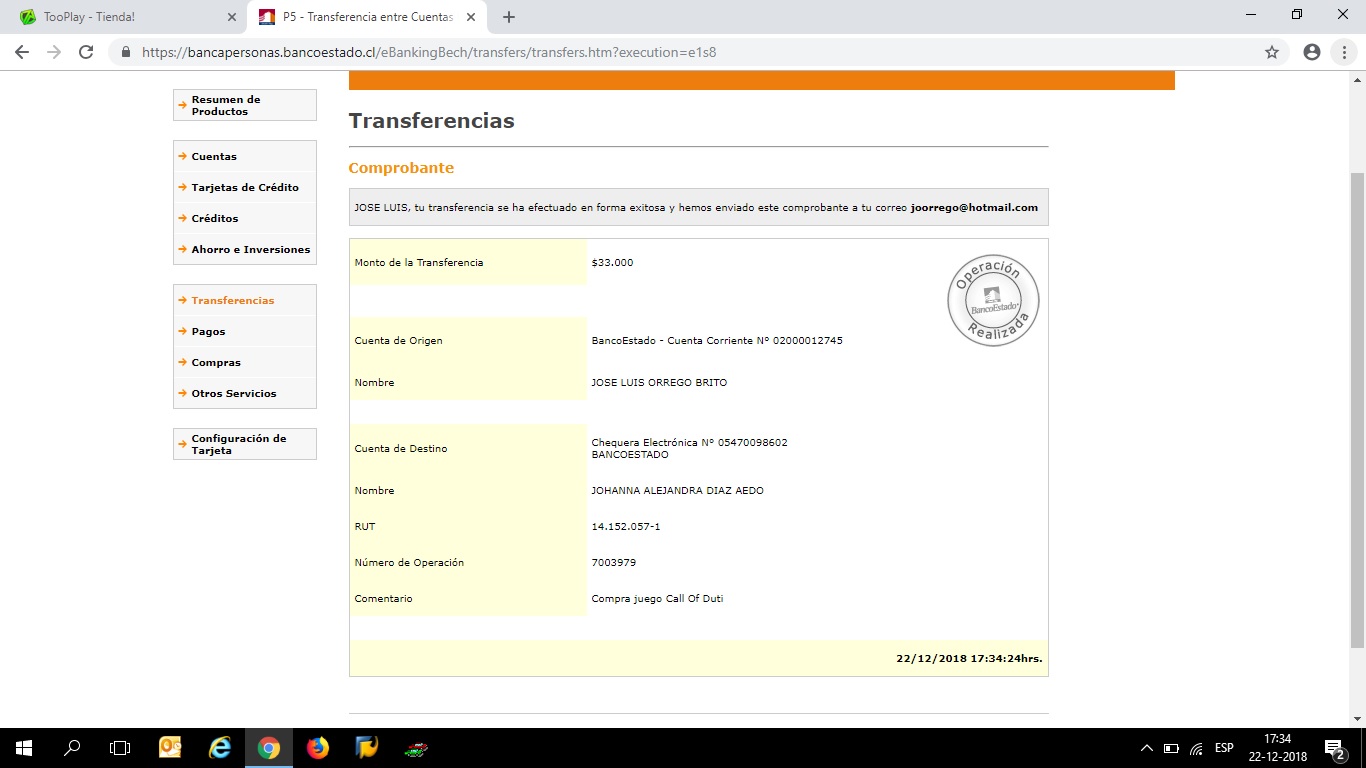 TooPlay - Tienda!
P5 - Transferencia entre Cuentas
https://bancapersonas.bancoestado.cl/eBankingBech/transfers/transfers.htm?execution=e1s8
Resumen de
Productos
Cuentas
Tarjetas de Crédito
Créditos
Ahorro e Inversiones
Transferencias
Pagos
Compras
Otros Servicios
Configuración de
Tarjeta
Transferencias
Comprobante
JOSE LUIS, tu transferencia se ha efectuado en forma exitosa y hemos enviado este comprobante a tu correo joorrego@hotmail.com
Monto de la Transferencia $33.000
Operación
BancoEstado
Realizada
Cuenta de Origen BancoEstado - Cuenta Corriente Nº 02000012745
Nombre JOSE LUIS ORREGO BRITO
Cuenta de Destino Chequera Electrónica Nº 05470098602
BANCOESTADO
Nombre JOHANNA ALEJANDRA DIAZ AEDO
RUT 14.152.057-1
Número de Operación 7003979
Comentario Compra juego Call Of Duti
22/12/2018 17:34:24hrs.
ESP
17:34
22-12-2018
2